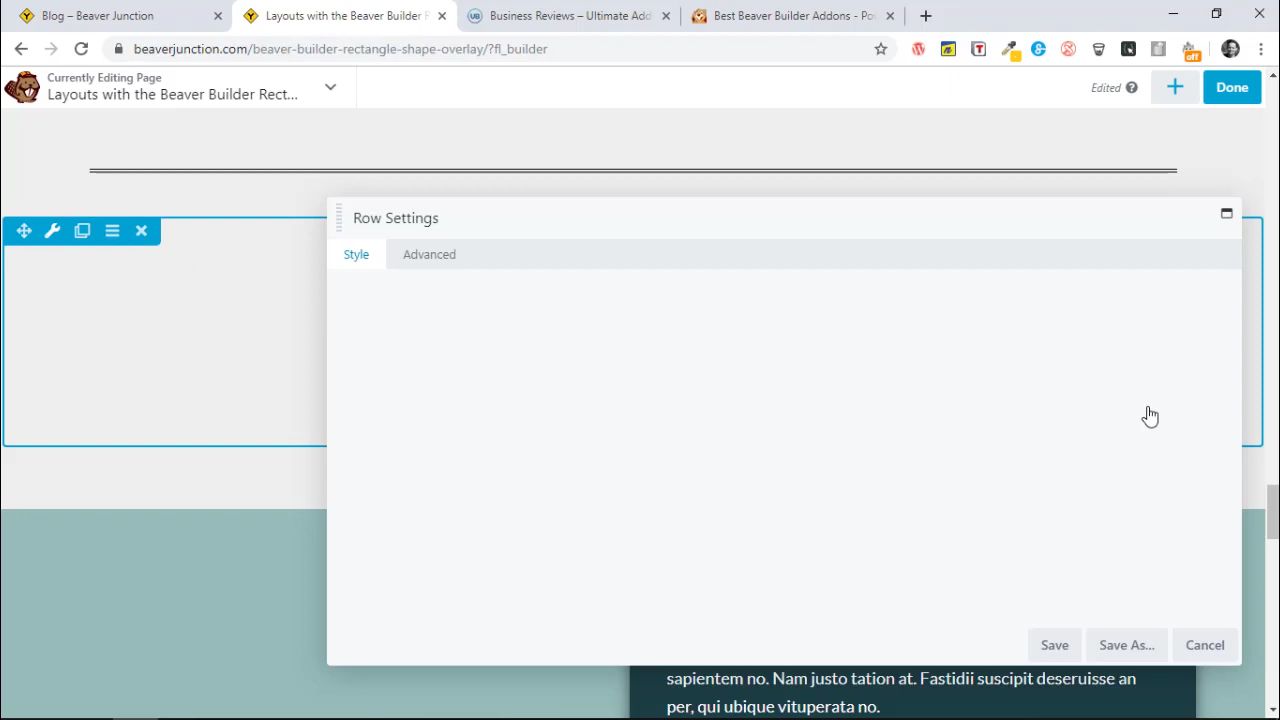 Blog – Beaver Junction
Layouts with the Beaver Builder R
Business Reviews – Ultimate Add
Best Beaver Builder Addons - Po
beaverjunction.com/beaver-builder-rectangle-shape-overlay/?fl_builder
off
Currently Editing Page
Layouts with the Beaver Builder Rect...
Edited
Done
Row Settings
Style
Advanced
Save
Save As...
Cancel
sapientem no. Nam justo tation at. Fastidii suscipit deseruisse an
per, qui ubique vituperata no.